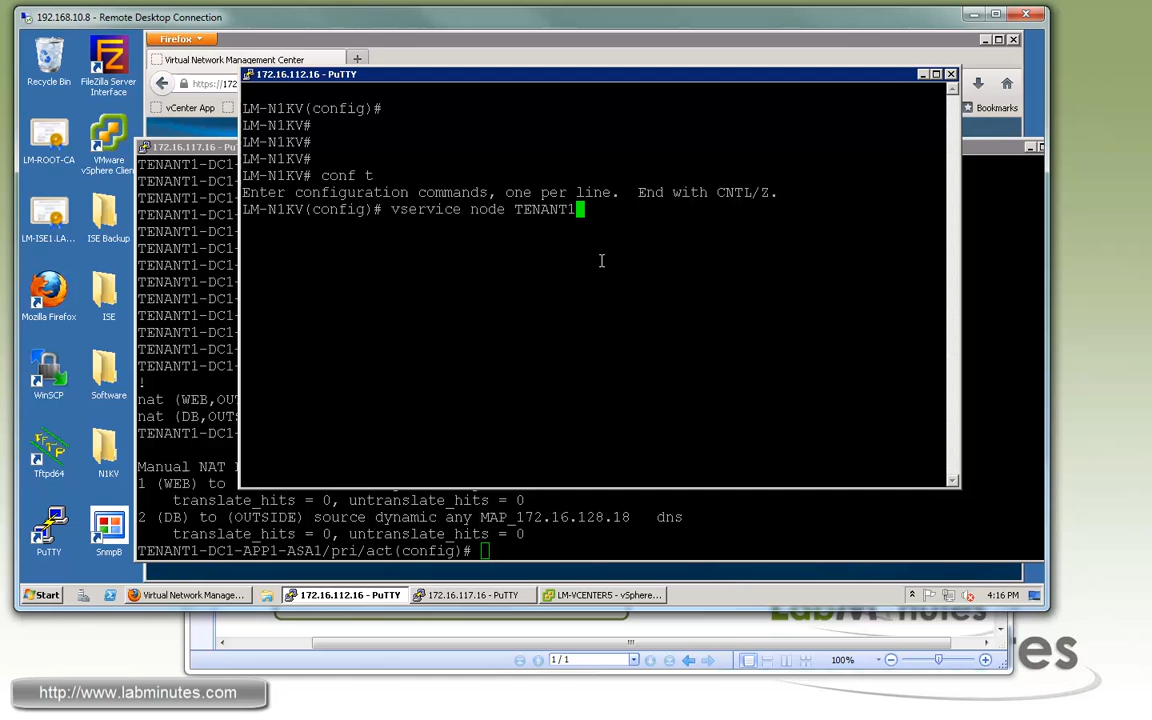 192.168.10.8 - Remote Desktop Connection
Recycle Bin
FileZilla Server Interface
LM-ROOT-CA
VMware vSphere Client
LM-ISE1.LA...
ISE Backup
Mozilla Firefox
ISE
WinSCP
Software
Tftpd64
N1KV
PuTTY
SnmpB
Firefox
Virtual Network Management Center
https://172
vCenter App
Bookmarks
172.16.112.16 - PuTTY
LM-N1KV(config)#
LM-N1KV#
LM-N1KV#
LM-N1KV#
LM-N1KV# conf t
Enter configuration commands, one per line.  End with CNTL/Z.
LM-N1KV(config)# vservice node TENANT1
172.16.117.16 - Pu
TENANT1-DC1-
TENANT1-DC1-
TENANT1-DC1-
TENANT1-DC1-
TENANT1-DC1-
TENANT1-DC1-
TENANT1-DC1-
TENANT1-DC1-
TENANT1-DC1-
TENANT1-DC1-
TENANT1-DC1-
TENANT1-DC1-
TENANT1-DC1-
!
nat (WEB,OU
nat (DB,OUT
TENANT1-DC1-
Manual NAT
1 (WEB) to
translate_hits = 0, untranslate_hits = 0
2 (DB) to (OUTSIDE) source dynamic any MAP_172.16.128.18   dns
translate_hits = 0, untranslate_hits = 0
TENANT1-DC1-APP1-ASA1/pri/act(config)#
Start
Virtual Network Manage...
172.16.112.16 - PuTTY
172.16.117.16 - PuTTY
LM-VCENTER5 - vSphere...
4:16 PM
1 / 1
100%
http://www.labminutes.com